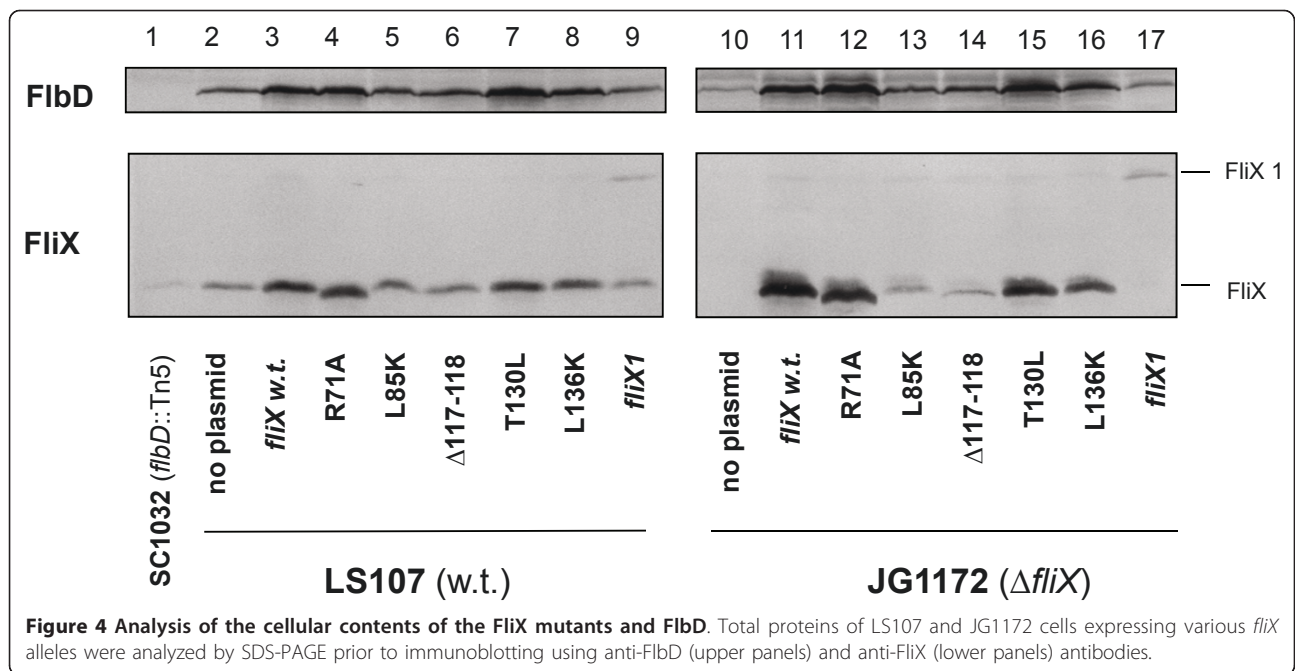 1 2 3 4 5 6 7 8 9 10 11 12 13 14 15 16 17
FlbD
FliX
FliX 1
FliX
SC1032 (flbD::Tn5)
no plasmid
fliX w.t.
R71A
L85K
Δ117-118
T130L
L136K
fliX1
no plasmid
fliX w.t.
R71A
L85K
Δ117-118
T130L
L136K
fliX1
LS107 (w.t.)
JG1172 (ΔfliX)
Figure 4 Analysis of the cellular contents of the FliX mutants and FlbD. Total proteins of LS107 and JG1172 cells expressing various fliX
alleles were analyzed by SDS-PAGE prior to immunoblotting using anti-FlbD (upper panels) and anti-FliX (lower panels) antibodies.